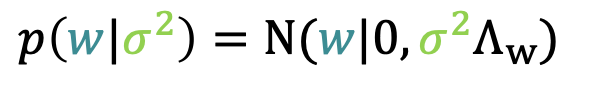 p(w|σ²) = N(w|0, σ²Λ_w)